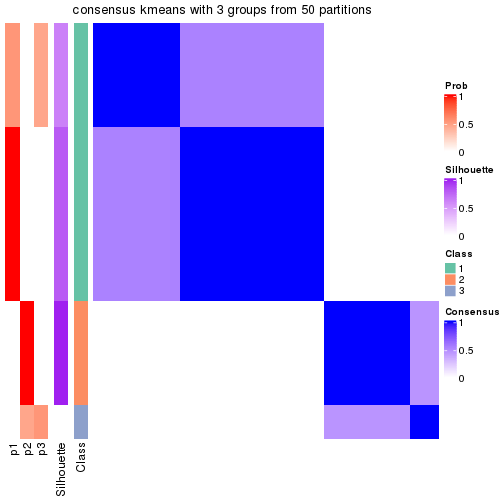 consensus kmeans with 3 groups from 50 partitions
Prob
1
0.5
0
Silhouette
1
0.5
0
Class
1
2
3
Consensus
1
0.5
0
p1
p2
p3
Silhouette
Class